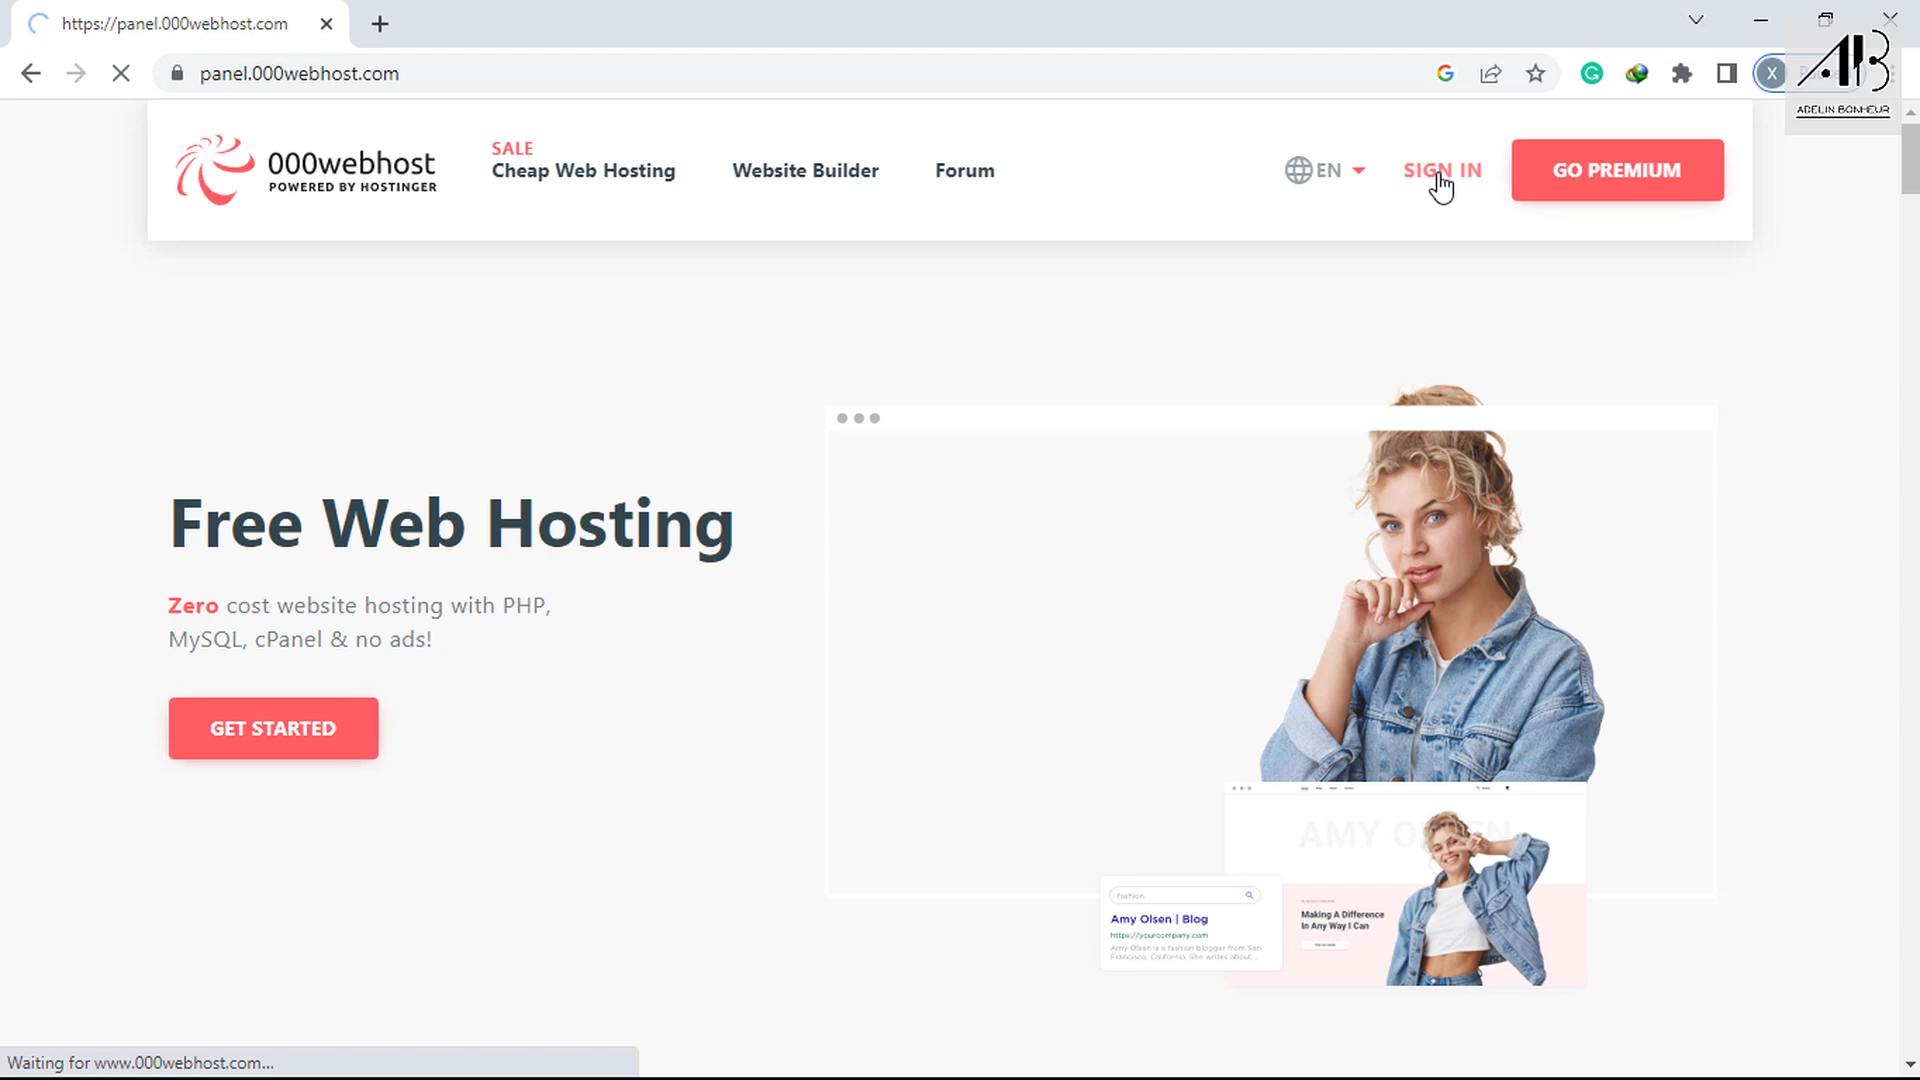 https://panel.000webhost.com
panel.000webhost.com
X
ADELIN BONHEUR
000webhost
POWERED BY HOSTINGER
SALE
Cheap Web Hosting
Website Builder
Forum
EN
SIGN IN
GO PREMIUM
Free Web Hosting
Zero cost website hosting with PHP,
MySQL, cPanel & no ads!
GET STARTED
fashion
Amy Olsen | Blog
https://yourcompany.com
Amy Olsen is a fashion blogger from San
Francisco, California. She writes about...
Making A Difference
In Any Way I Can
Waiting for www.000webhost.com...